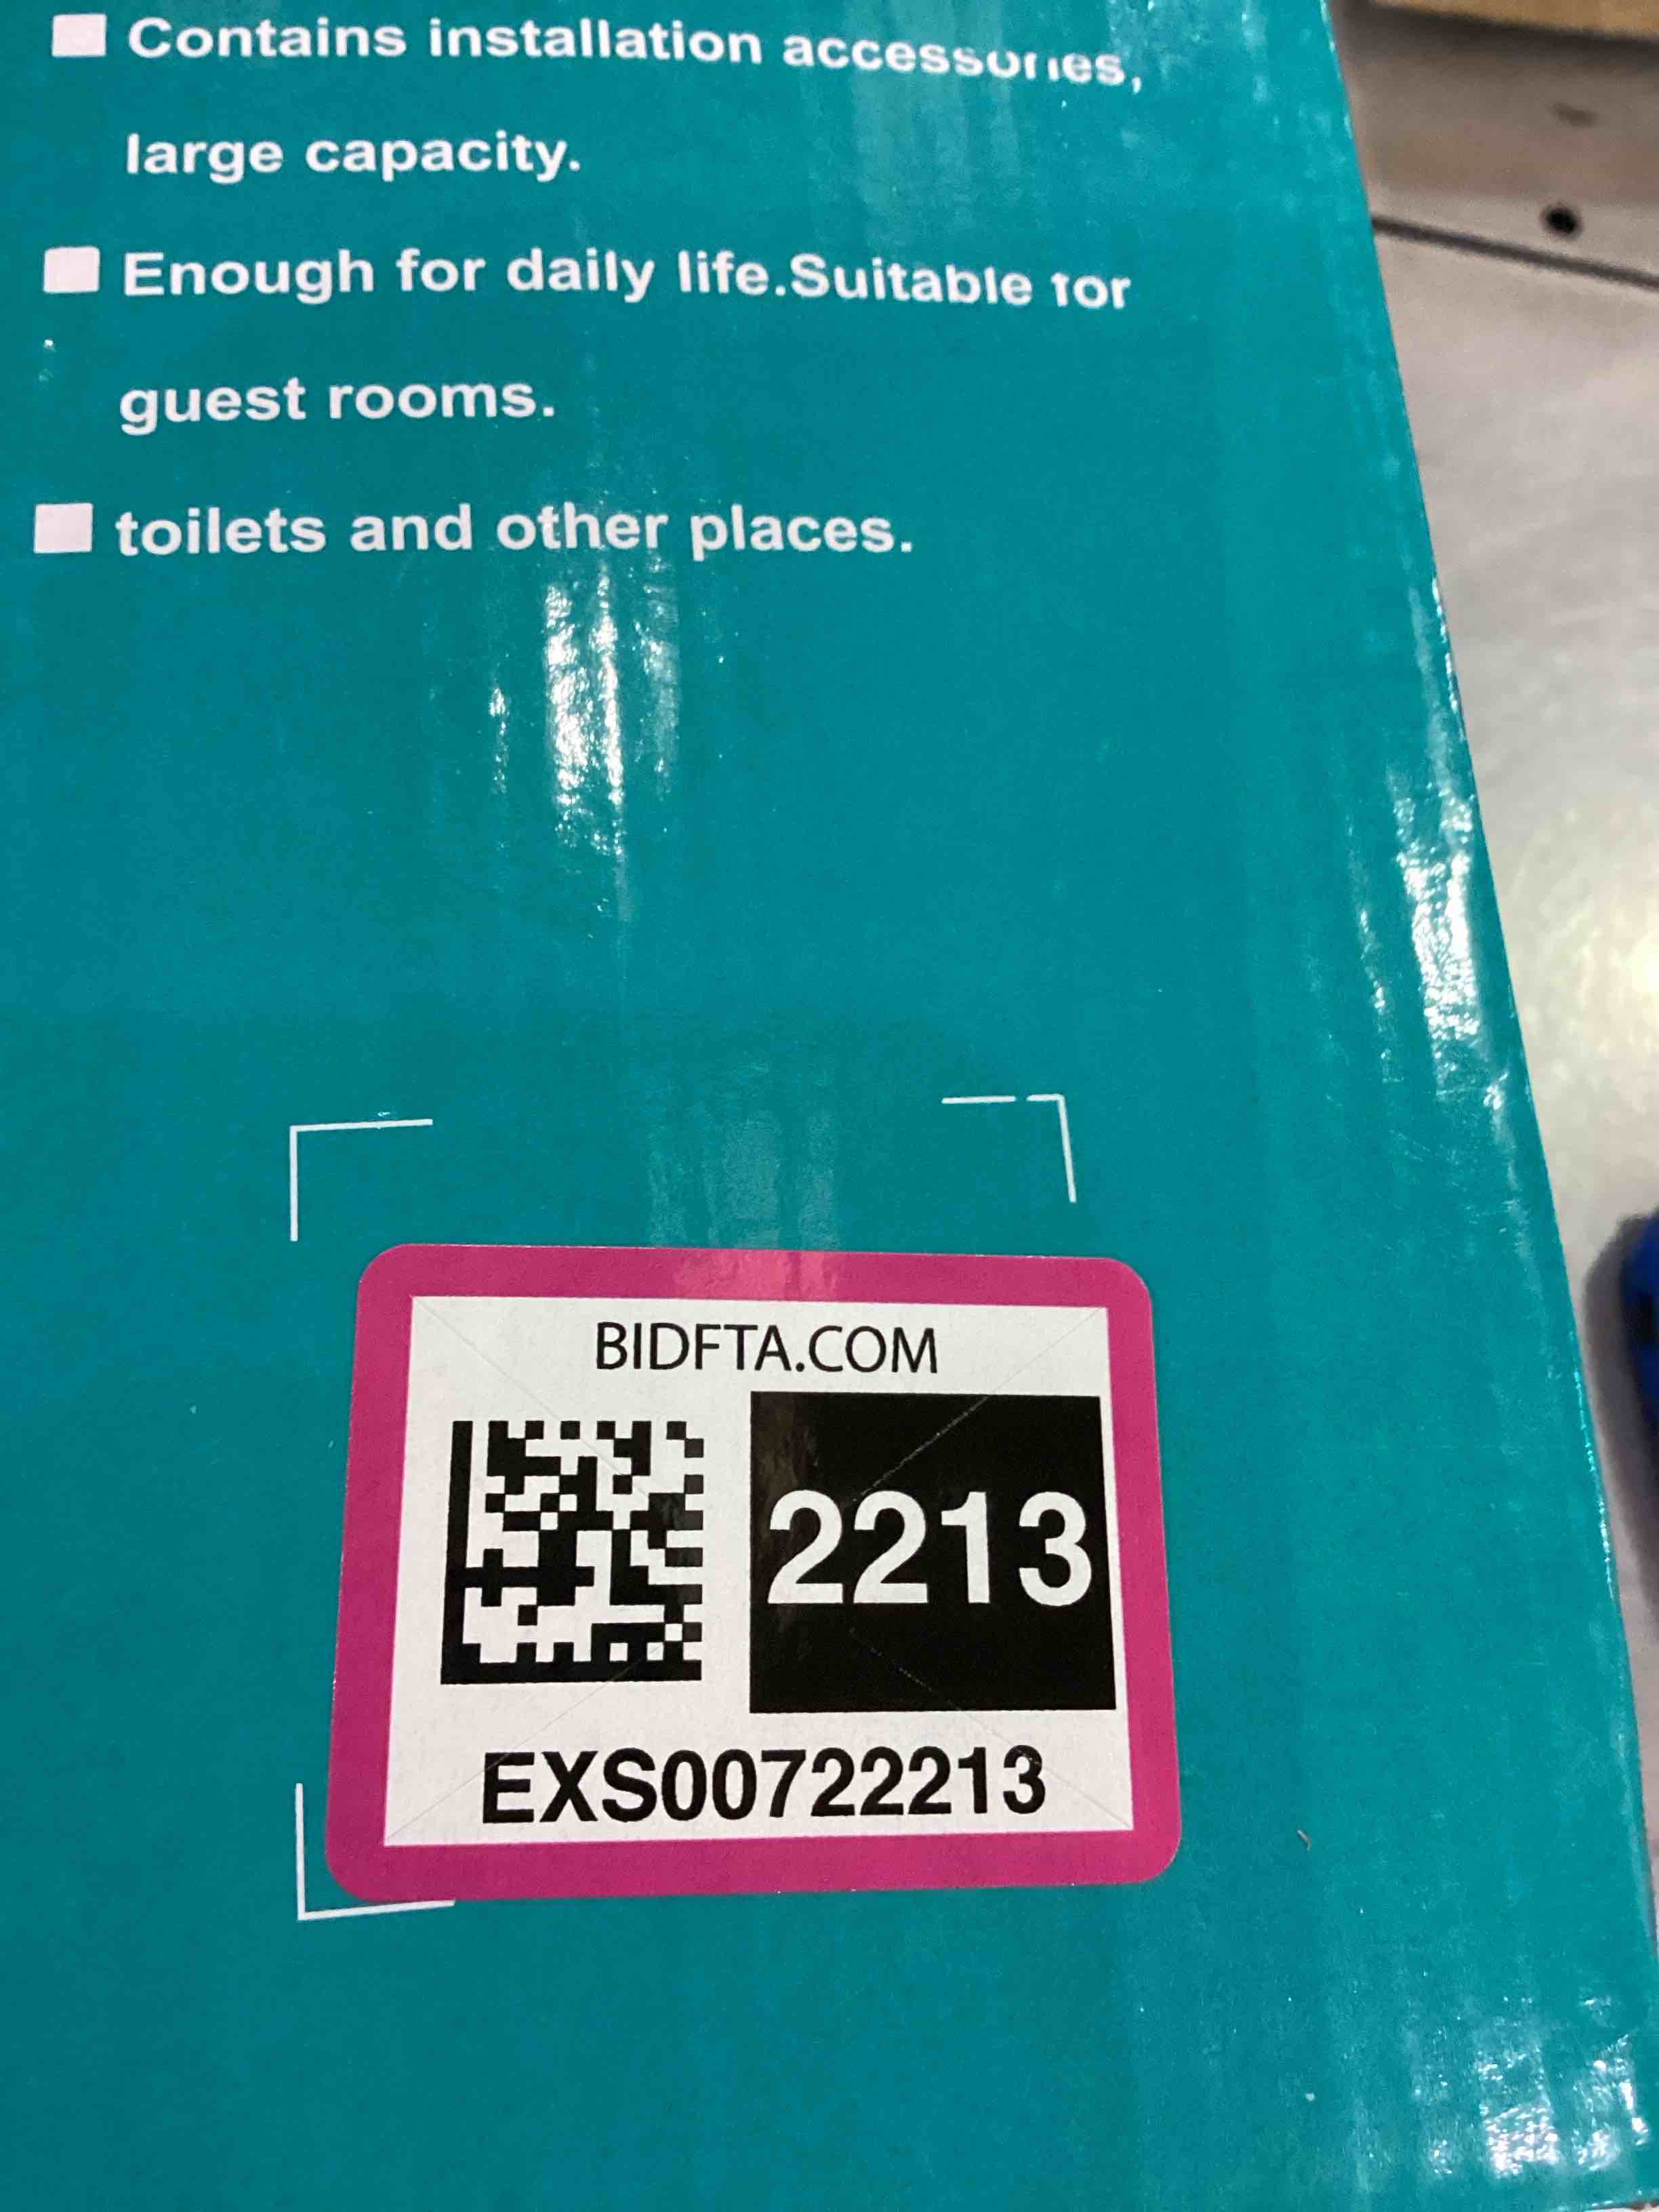 Contains installation accessories,
large capacity.
Enough for daily life.Suitable for
guest rooms.
toilets and other places.
BIDFTA.COM
2213
EXS00722213